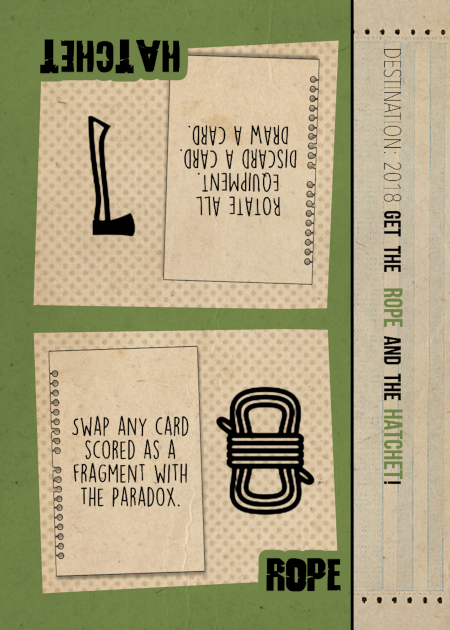 HATCHET
ROTATE ALL
EQUIPMENT.
DISCARD A CARD.
DRAW A CARD.
SWAP ANY CARD
SCORED AS A
FRAGMENT WITH
THE PARADOX.
ROPE
DESTINATION: 2018 GET THE ROPE AND THE HATCHET!